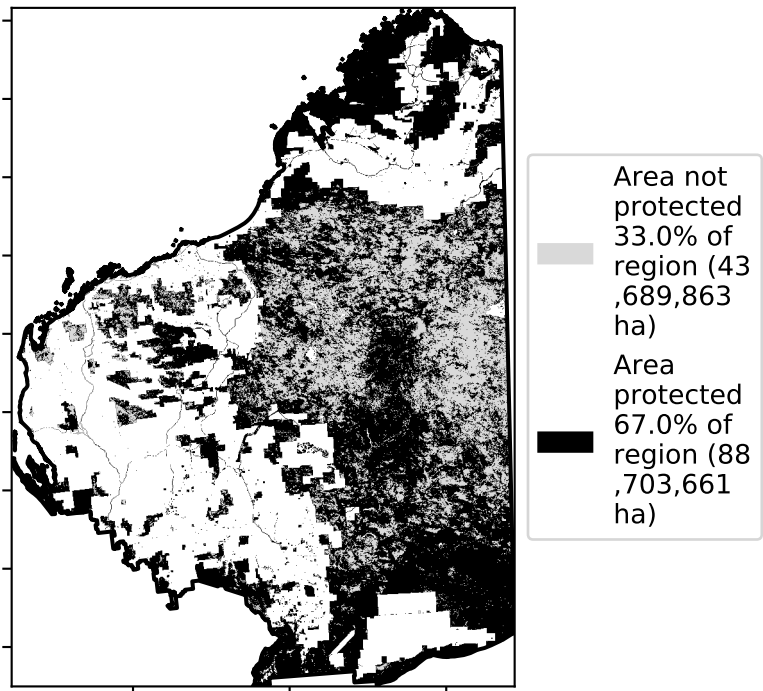 Area not
protected
33.0% of
region (43
,689,863
ha)
Area
protected
67.0% of
region (88
,703,661
ha)